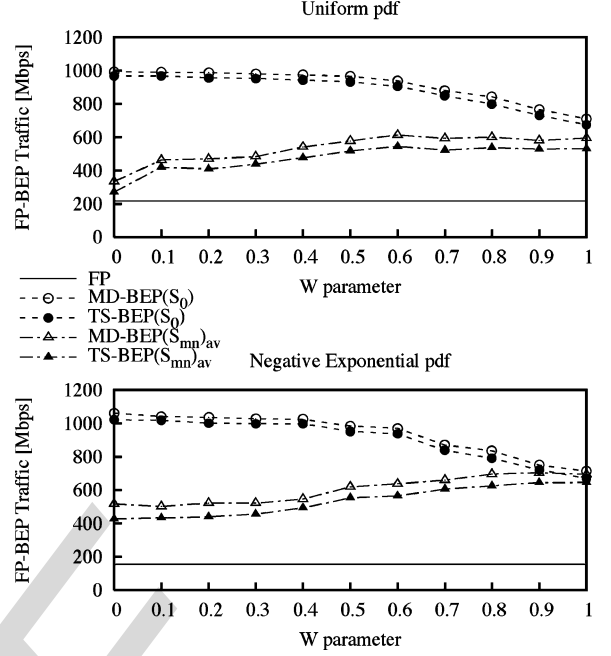 Uniform pdf
FP-BEP Traffic [Mbps]
1200
1000
800
600
400
200
0
0 0.1 0.2 0.3 0.4 0.5 0.6 0.7 0.8 0.9 1
W parameter
FP
MD-BEP(S0)
TS-BEP(S0)
MD-BEP(Smn)av
TS-BEP(Smn)av
Negative Exponential pdf
FP-BEP Traffic [Mbps]
1200
1000
800
600
400
200
0
0 0.1 0.2 0.3 0.4 0.5 0.6 0.7 0.8 0.9 1
W parameter